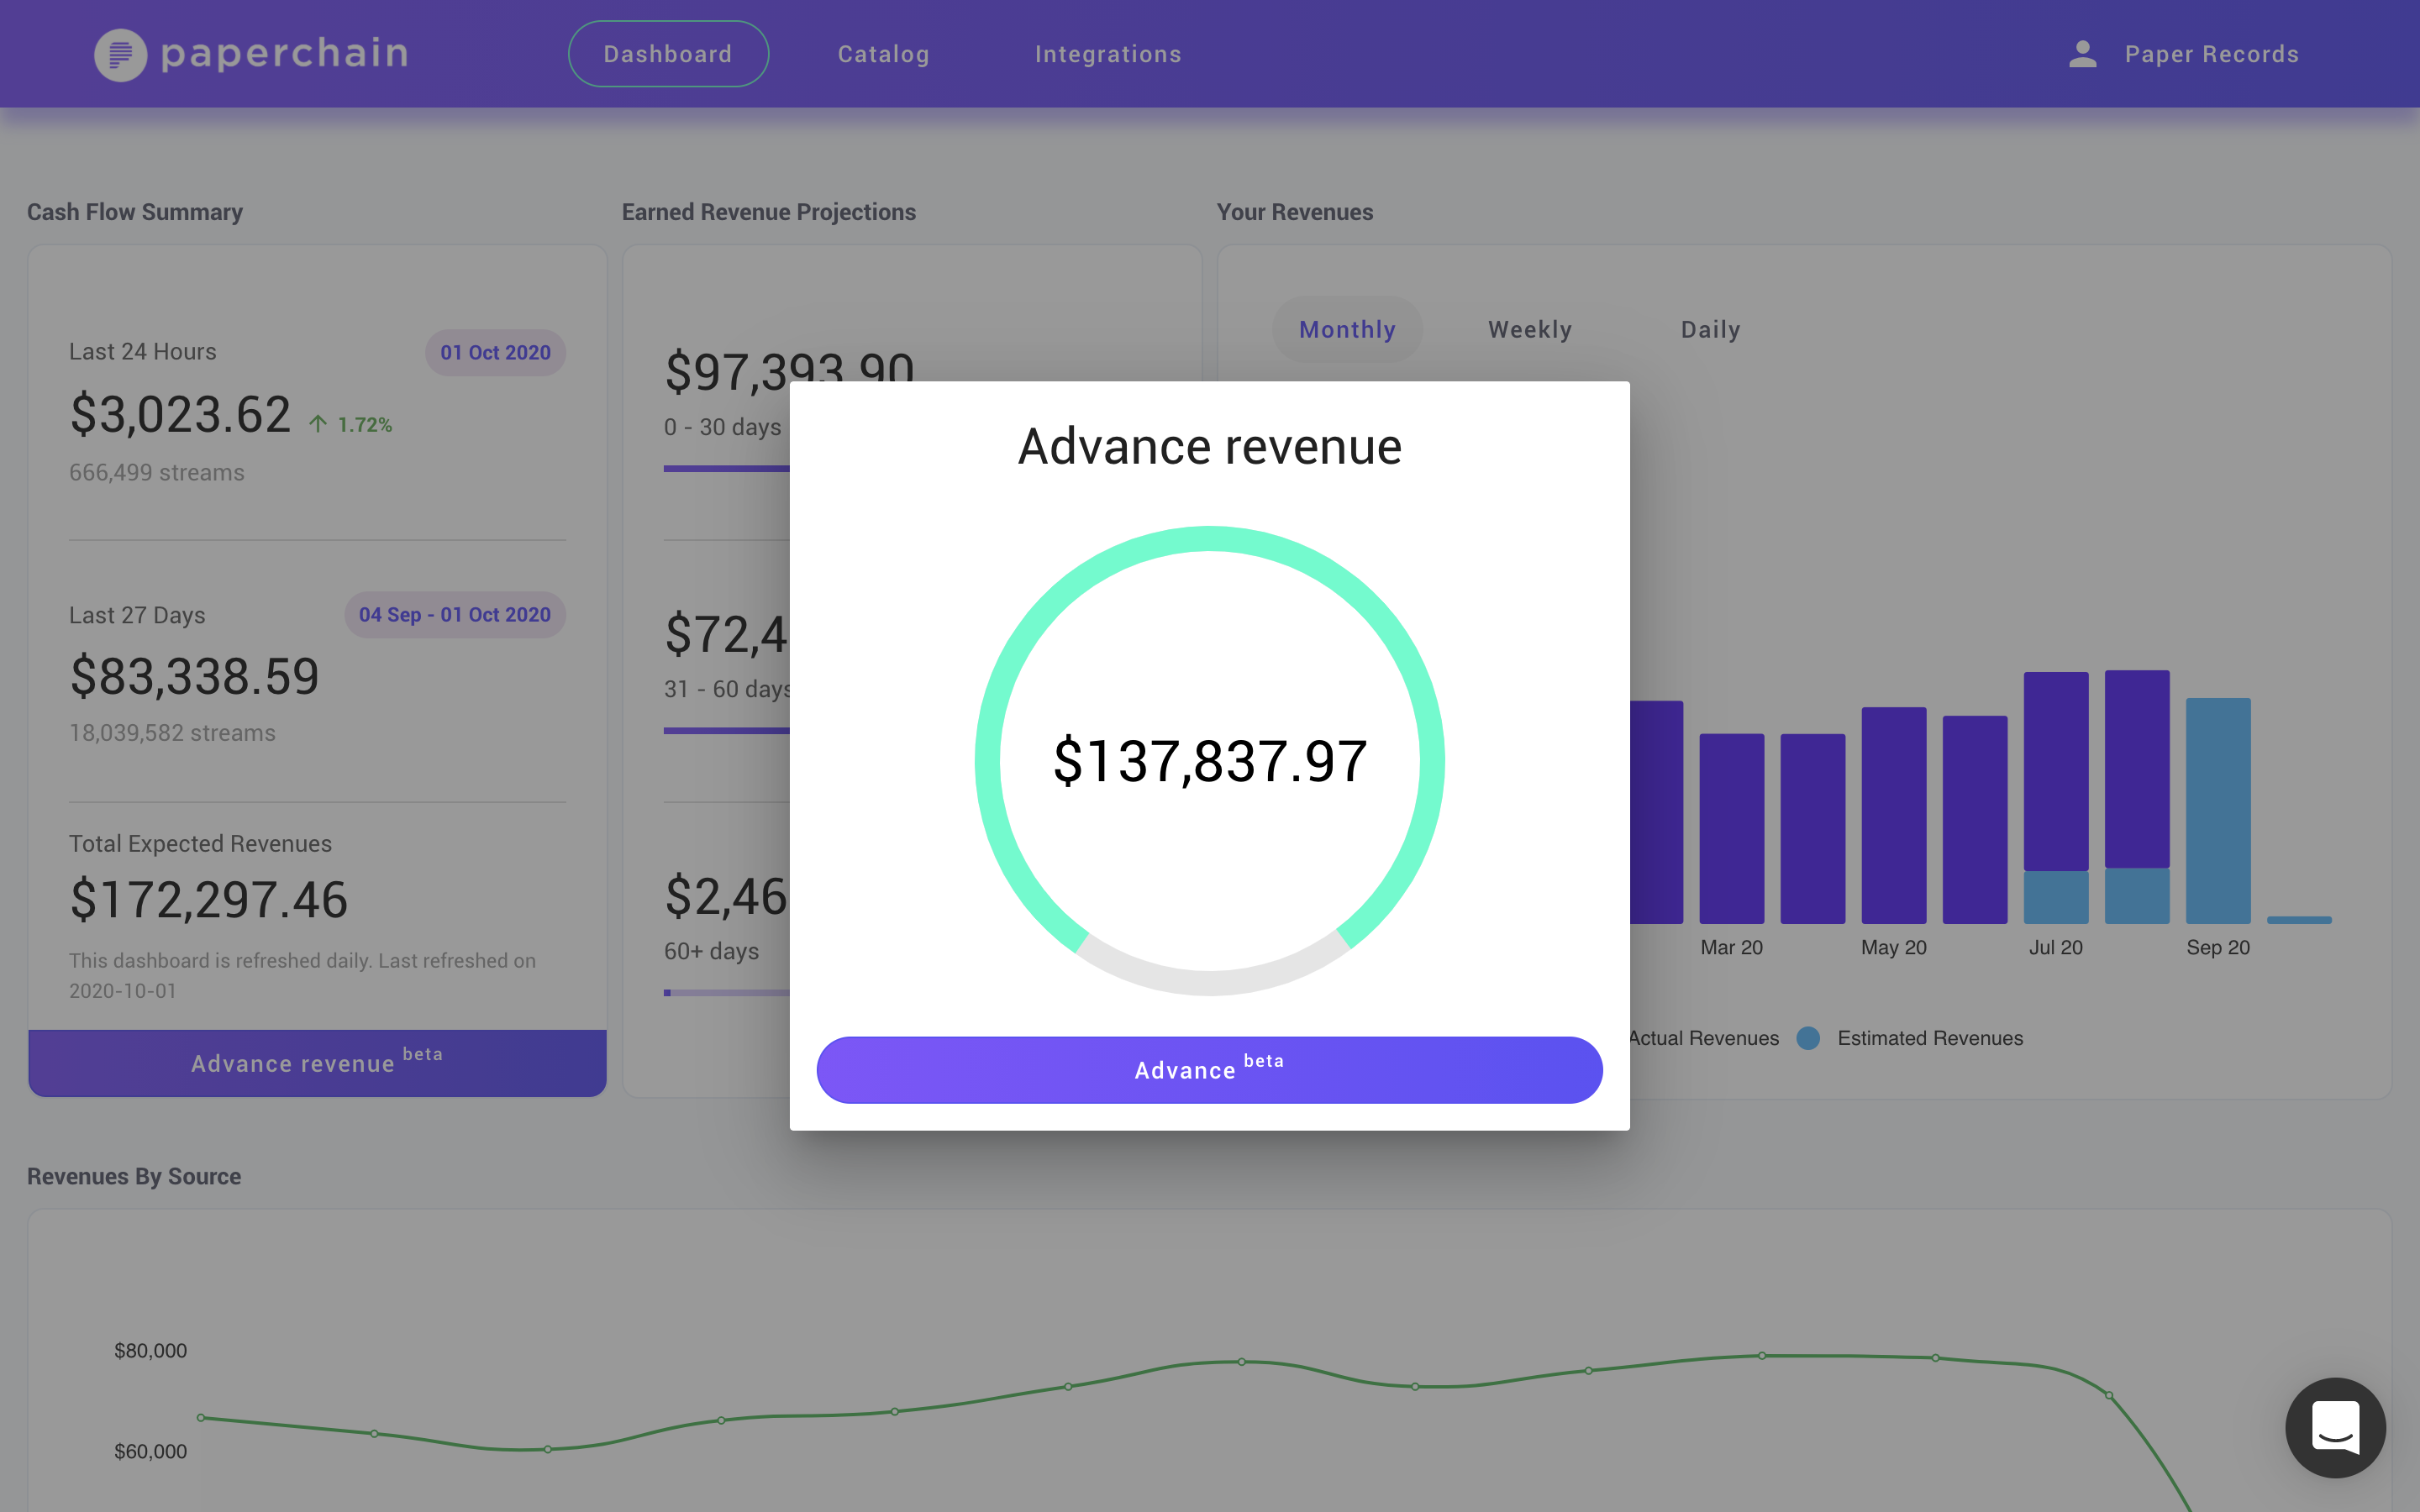 paperchain
Dashboard
Catalog
Integrations
Paper Records
Cash Flow Summary
Earned Revenue Projections
Your Revenues
Last 24 Hours
01 Oct 2020
$3,023.62
1.72%
666,499 streams
Last 27 Days
04 Sep - 01 Oct 2020
$83,338.59
18,039,582 streams
Total Expected Revenues
$172,297.46
This dashboard is refreshed daily. Last refreshed on
2020-10-01
Advance revenue beta
$97,393.90
0 - 30 days
$72,4
31 - 60 days
$2,46
60+ days
Monthly
Weekly
Daily
Mar 20
May 20
Jul 20
Sep 20
Actual Revenues
Estimated Revenues
Advance revenue
$137,837.97
Advance beta
Revenues By Source
$80,000
$60,000